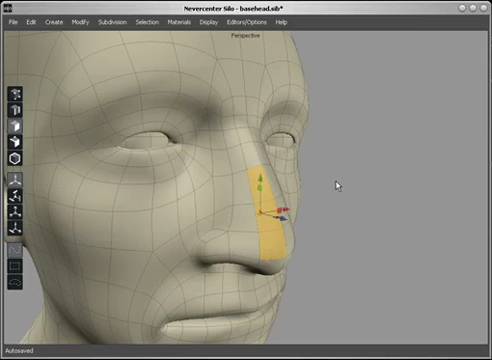 Nevercenter Silo - basehead.sib*
File Edit Create Modify Subdivision Selection Materials Display Editors/Options Help
Perspective
Autosaved